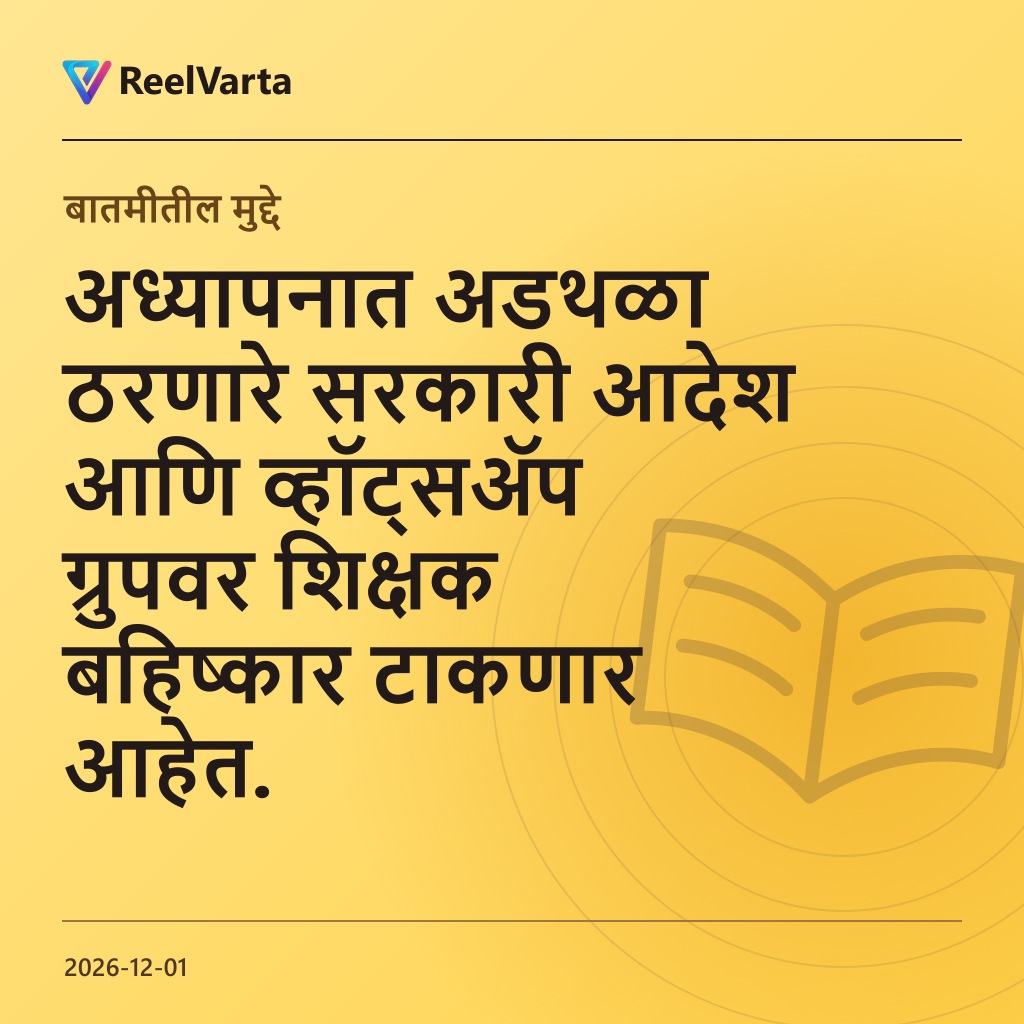 ReelVarta
बातमीतील मुद्दे
अध्यापनात अडथळा
ठरणारे सरकारी आदेश
आणि व्हॉट्सॲप
ग्रुपवर शिक्षक
बहिष्कार टाकणार
आहेत.
2026-12-01